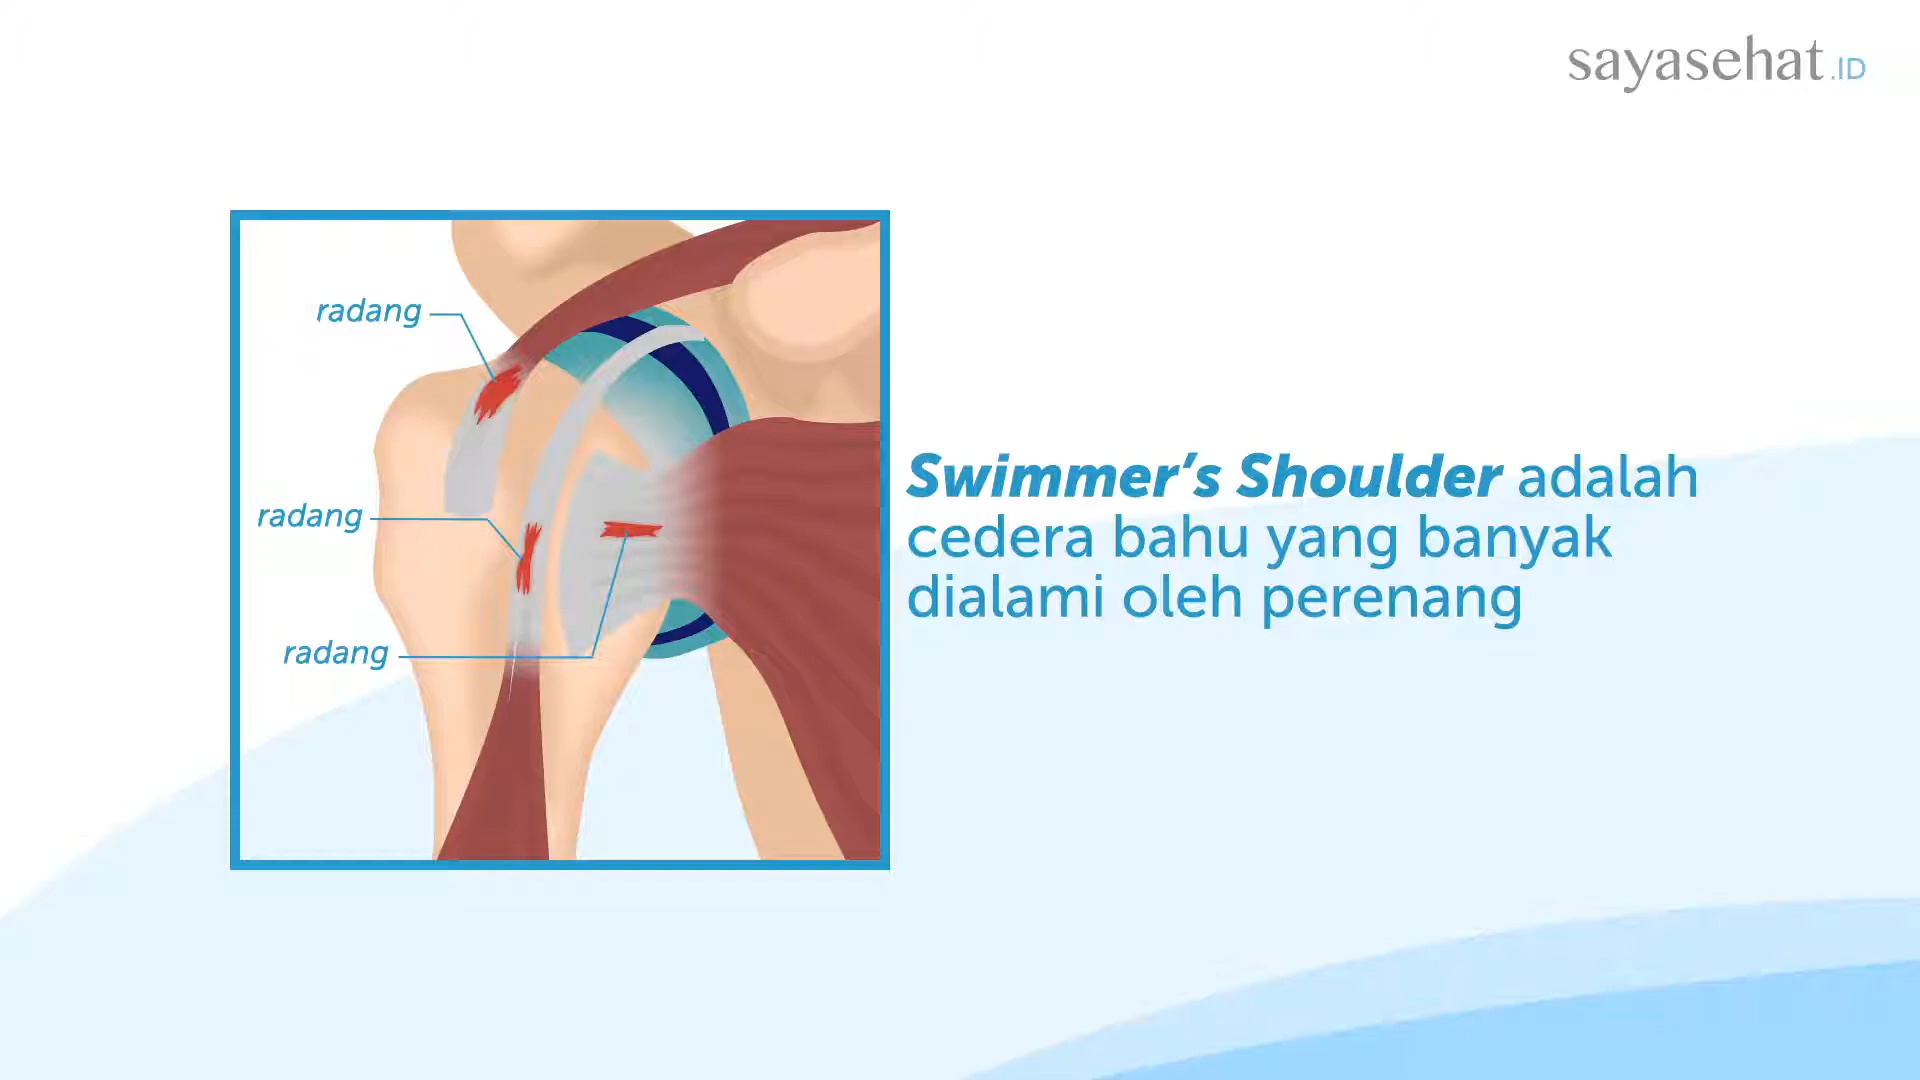 sayasehat.ID
radang
radang
radang
Swimmer’s Shoulder adalah
cedera bahu yang banyak
dialami oleh perenang